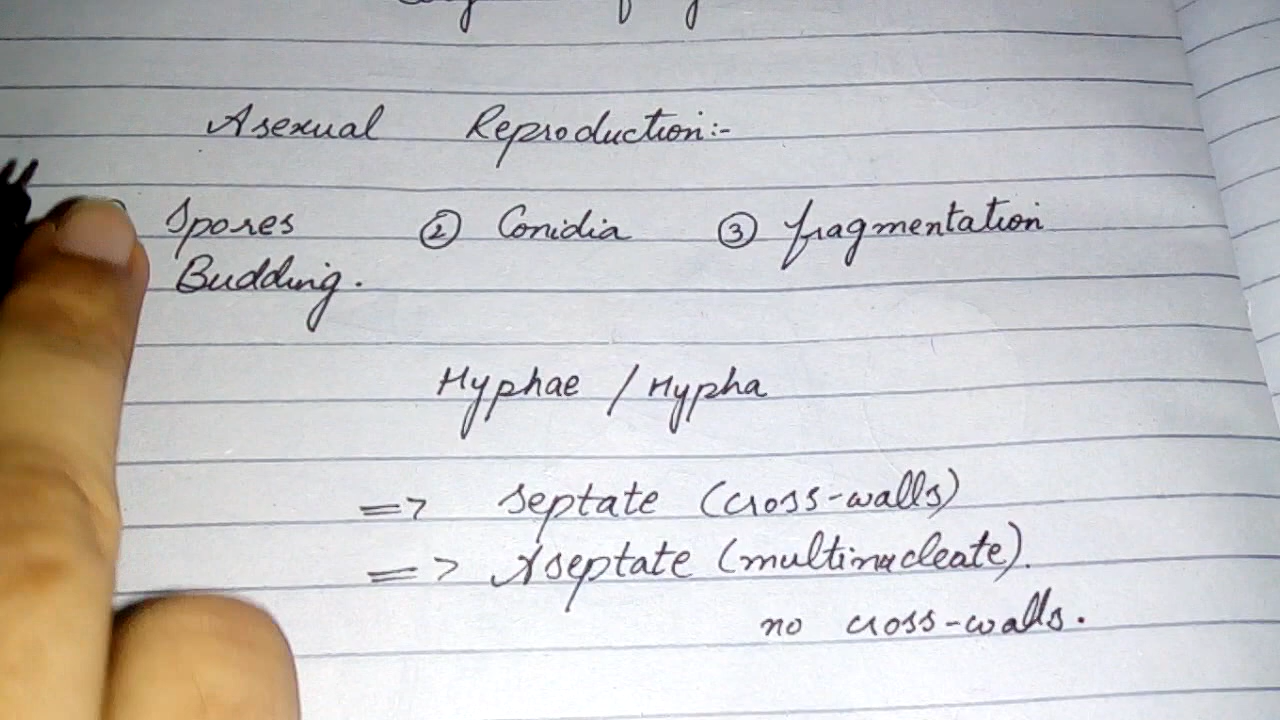 Asexual Reproduction:-
Spores ② Conidia ③ fragmentation
Budding.
Hyphae / Hypha
=> septate (cross-walls)
=> Aseptate (multinucleate).
no cross-walls.